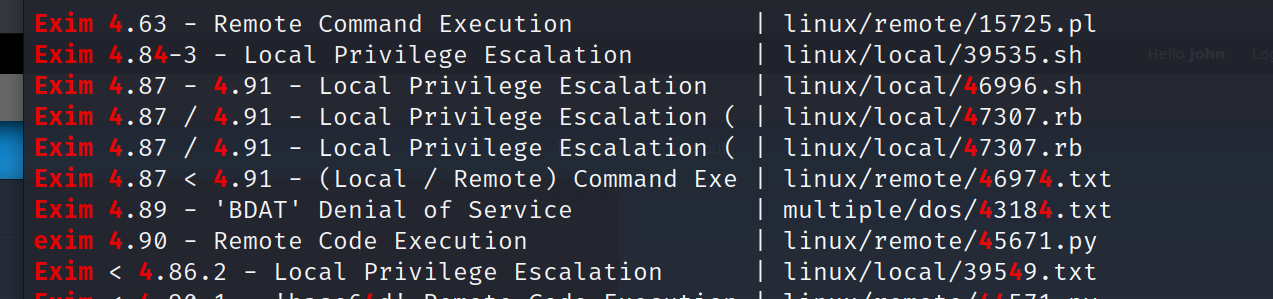 Exim 4.63 - Remote Command Execution | linux/remote/15725.pl
Exim 4.84-3 - Local Privilege Escalation | linux/local/39535.sh
Hello john
Exim 4.87 - 4.91 - Local Privilege Escalation | linux/local/46996.sh
Exim 4.87 / 4.91 - Local Privilege Escalation ( | linux/local/47307.rb
Exim 4.87 / 4.91 - Local Privilege Escalation ( | linux/local/47307.rb
Exim 4.87 < 4.91 - (Local / Remote) Command Exe | linux/remote/46974.txt
Exim 4.89 - 'BDAT' Denial of Service | multiple/dos/43184.txt
exim 4.90 - Remote Code Execution | linux/remote/45671.py
Exim < 4.86.2 - Local Privilege Escalation | linux/local/39549.txt